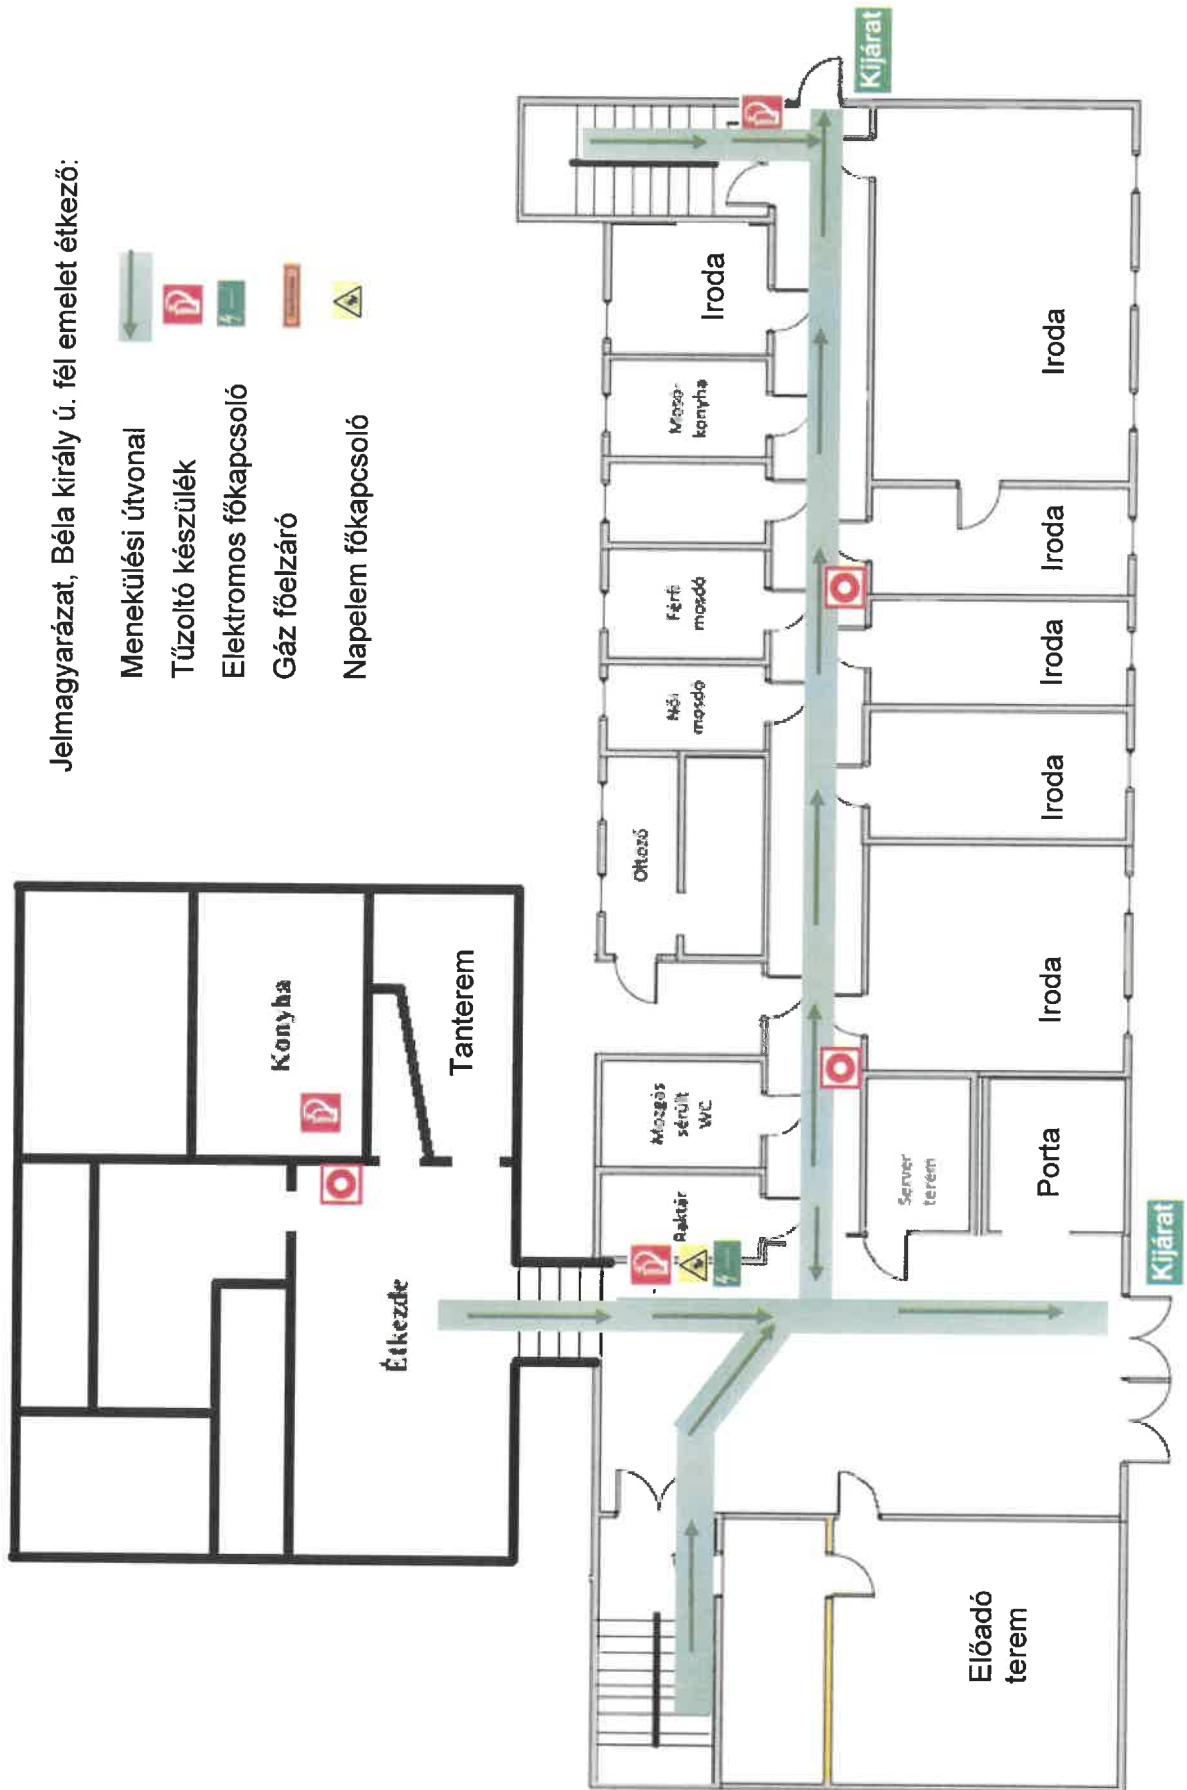 Jelmagyarázat, Béla király ú. fél emelet étkező:
Menekülési útvonal
Tűzoltó készülék
Elektromos főkapcsoló
Gáz főelzáró
Napelem főkapcsoló
Konyha
Tanterem
Étkezde
Kijárat
Iroda
Mosó
konyha
Férfi
mosdó
Női
mosdó
Öltöző
Mozgás
sérült
WC
Raktár
Iroda
Iroda
Iroda
Iroda
Iroda
Server
terem
Porta
Kijárat
Előadó
terem